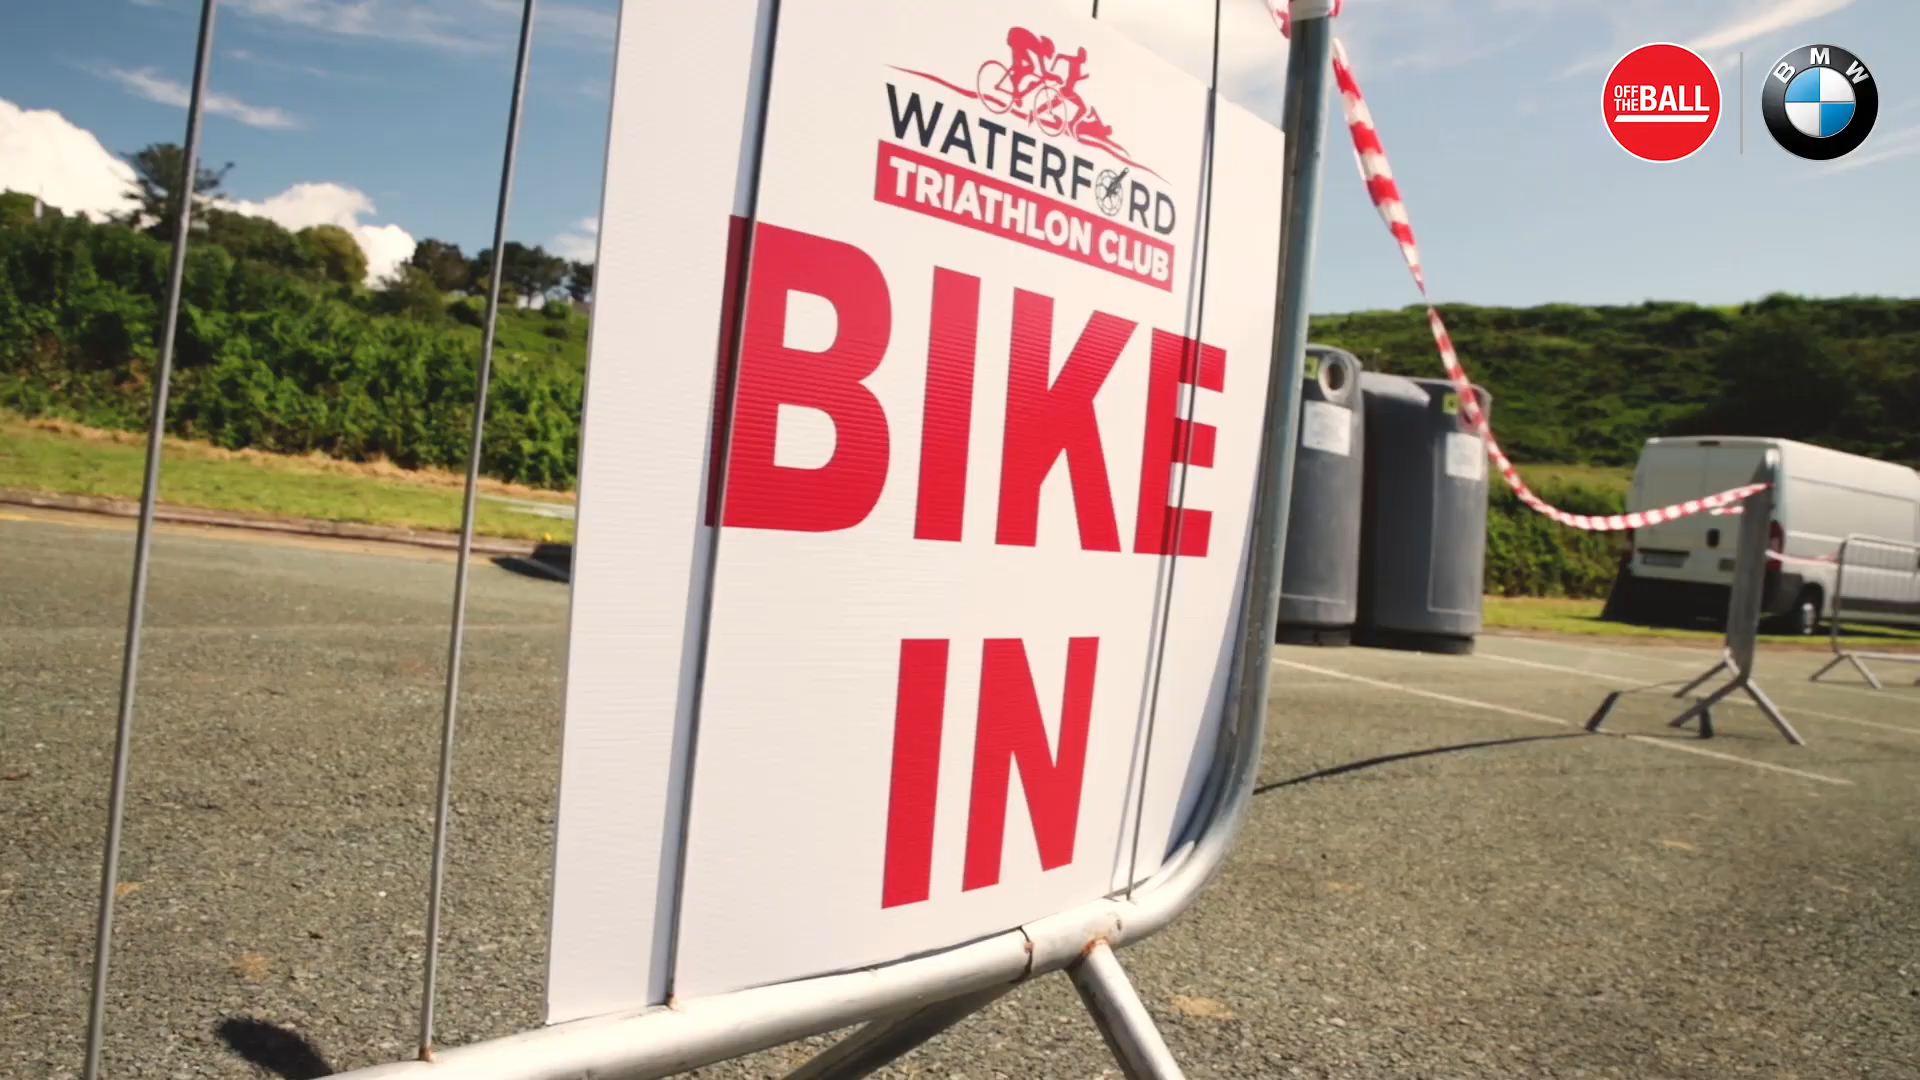 WATERFORD
TRIATHLON CLUB
BIKE
IN
OFF
THE BALL
BMW